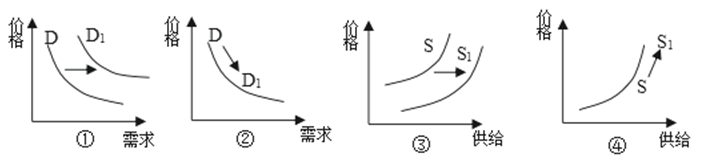 价格 D D₁ ① 需求
价格 D D₁ ② 需求
价格 S S₁ ③ 供给
价格 S₁ S ④ 供给